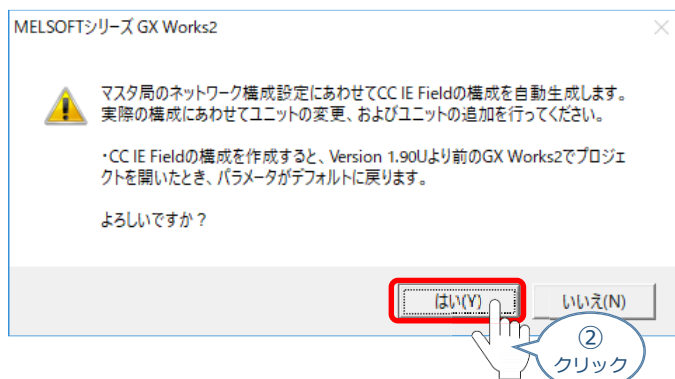 MELSOFTシリーズ GX Works2
マスタ局のネットワーク構成設定にあわせてCC IE Fieldの構成を自動生成します。
実際の構成にあわせてユニットの変更、およびユニットの追加を行ってください。
・CC IE Fieldの構成を作成すると、Version 1.90Uより前のGX Works2でプロジェ
クトを開いたとき、パラメータがデフォルトに戻ります。
よろしいですか？
はい(Y)
いいえ(N)
②
クリック